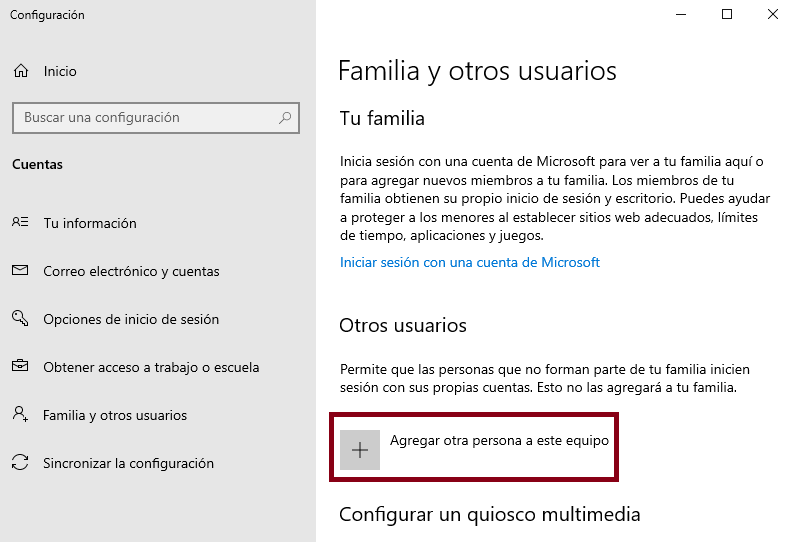 Configuración
Inicio
Buscar una configuración
Cuentas
Tu información
Correo electrónico y cuentas
Opciones de inicio de sesión
Obtener acceso a trabajo o escuela
Familia y otros usuarios
Sincronizar la configuración
Familia y otros usuarios
Tu familia
Inicia sesión con una cuenta de Microsoft para ver a tu familia aquí o
para agregar nuevos miembros a tu familia. Los miembros de tu
familia obtienen su propio inicio de sesión y escritorio. Puedes ayudar
a proteger a los menores al establecer sitios web adecuados, límites
de tiempo, aplicaciones y juegos.
Iniciar sesión con una cuenta de Microsoft
Otros usuarios
Permite que las personas que no forman parte de tu familia inicien
sesión con sus propias cuentas. Esto no las agregará a tu familia.
Agregar otra persona a este equipo
Configurar un quiosco multimedia